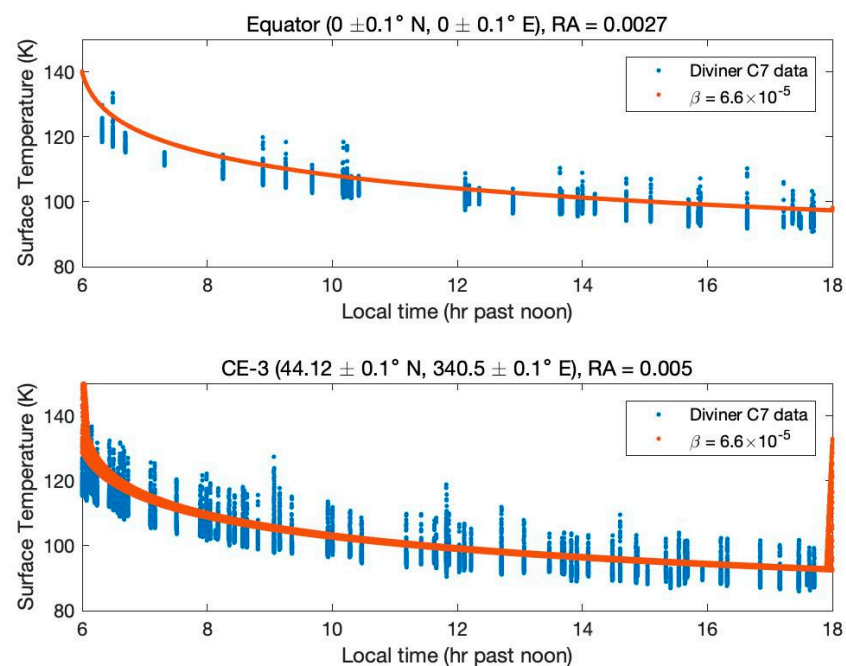 Equator (0 ±0.1° N, 0 ± 0.1° E), RA = 0.0027
Surface Temperature (K)
140
120
100
80
Diviner C7 data
β = 6.6×10⁻⁵
6 8 10 12 14 16 18
Local time (hr past noon)
CE-3 (44.12 ± 0.1° N, 340.5 ± 0.1° E), RA = 0.005
Surface Temperature (K)
140
120
100
80
Diviner C7 data
β = 6.6×10⁻⁵
6 8 10 12 14 16 18
Local time (hr past noon)